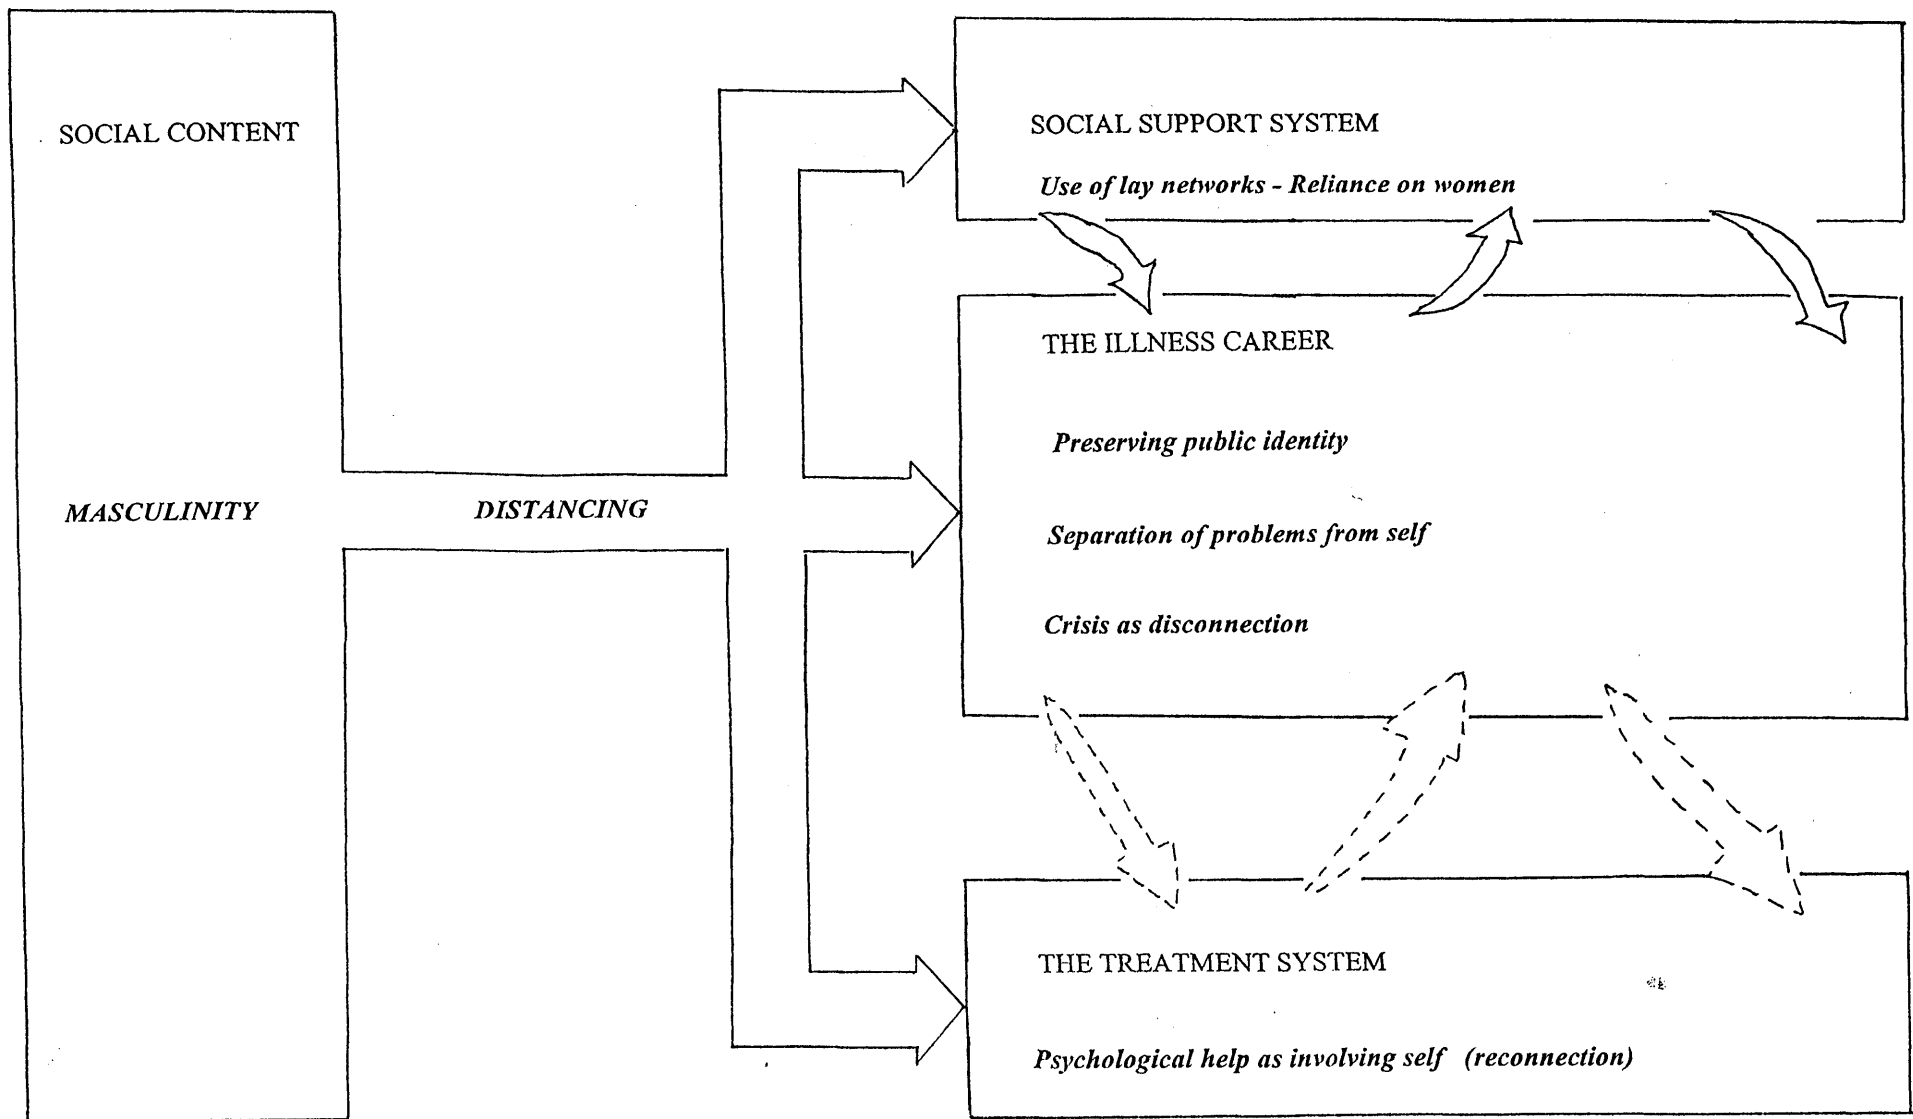 SOCIAL CONTENT
MASCULINITY
DISTANCING
SOCIAL SUPPORT SYSTEM
Use of lay networks - Reliance on women
THE ILLNESS CAREER
Preserving public identity
Separation of problems from self
Crisis as disconnection
THE TREATMENT SYSTEM
Psychological help as involving self (reconnection)